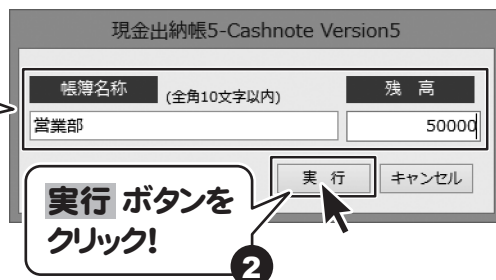 現金出納帳5-Cashnote Version5
帳簿名称 (全角10文字以内) 残 高
営業部 50000
実 行 キャンセル
実行 ボタンを
クリック!
2